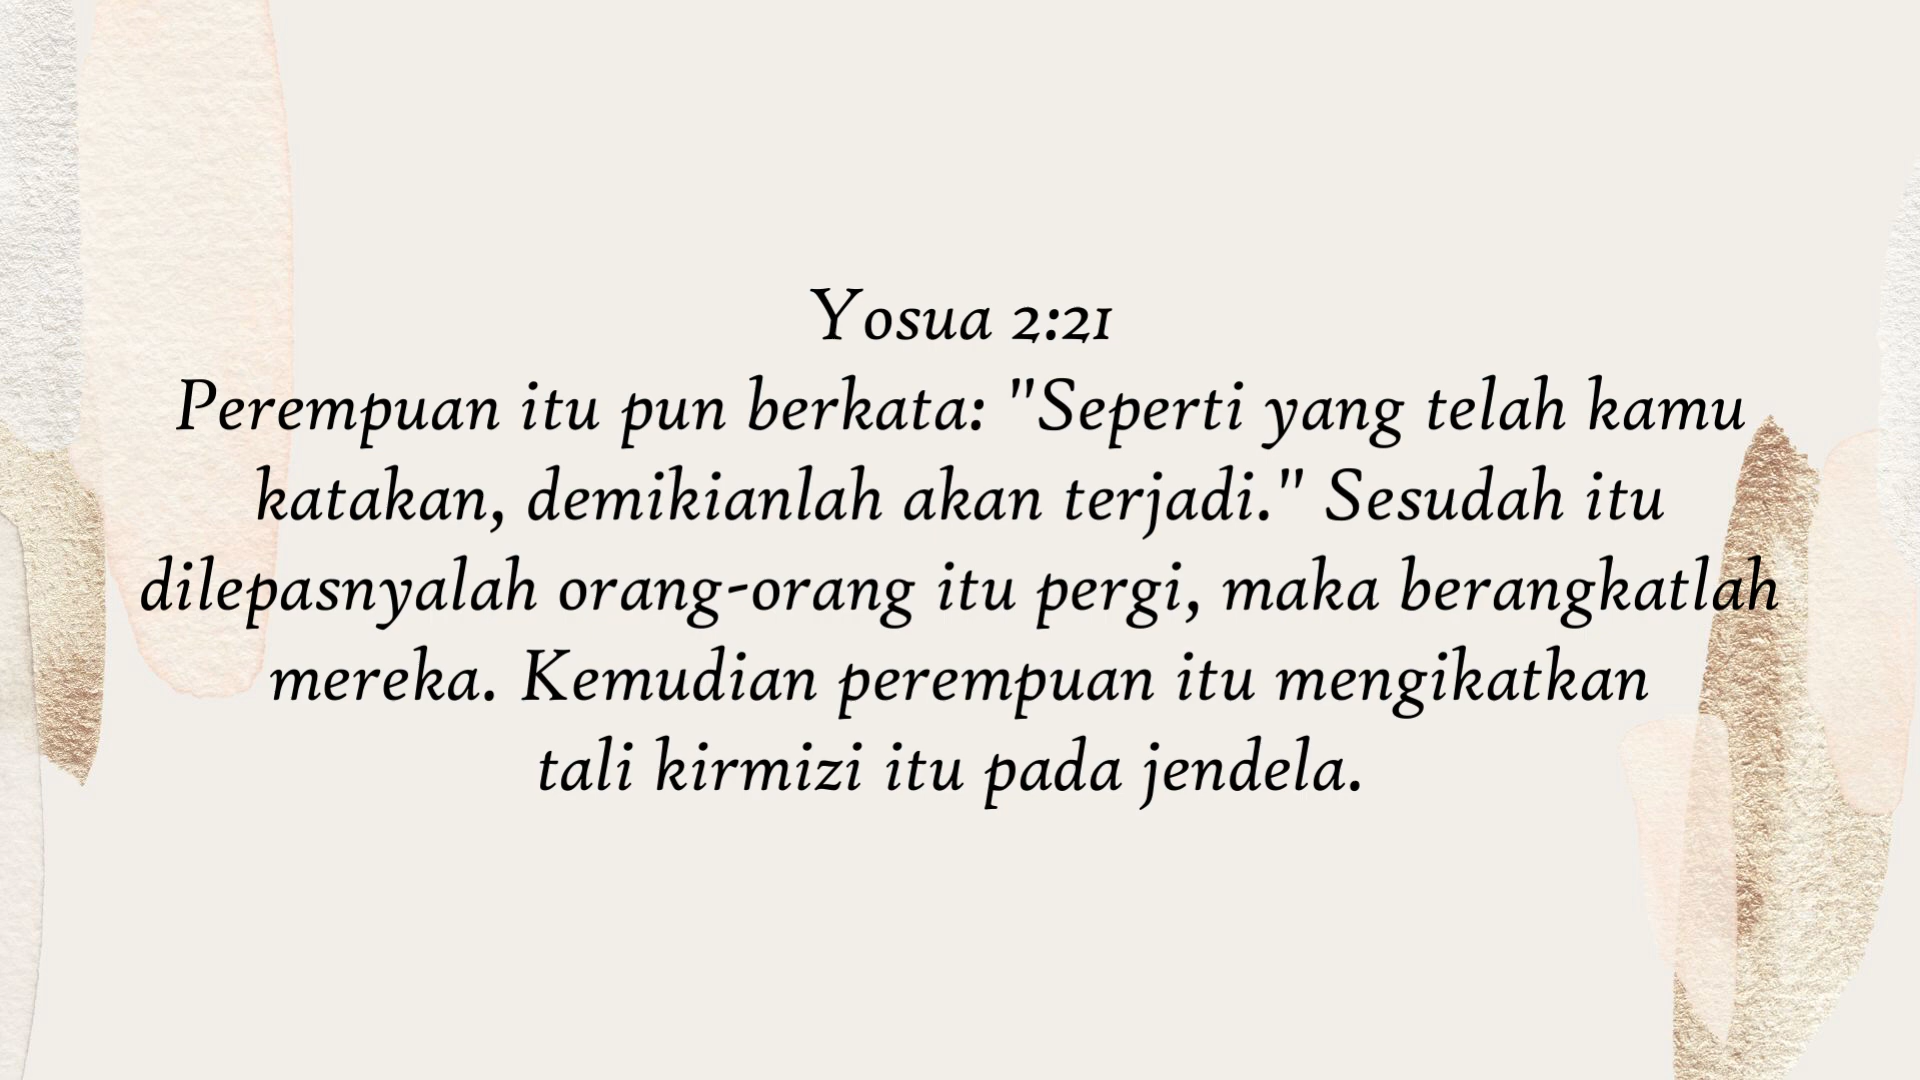 Yosua 2:21
Perempuan itu pun berkata: "Seperti yang telah kamu
katakan, demikianlah akan terjadi." Sesudah itu
dilepasnyalah orang-orang itu pergi, maka berangkatlah
mereka. Kemudian perempuan itu mengikatkan
tali kirmizi itu pada jendela.